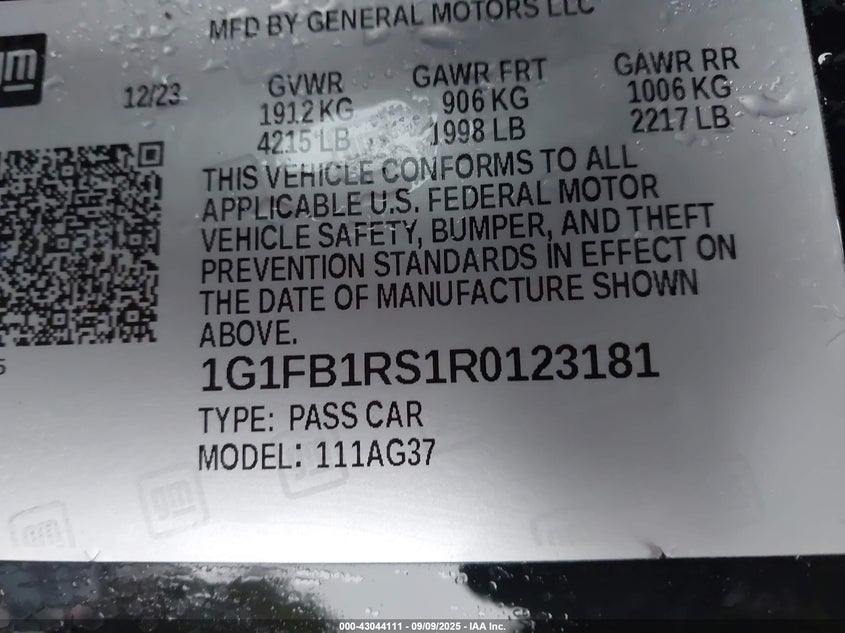 MFD BY GENERAL MOTORS LLC
gm
12/23
GVWR GAWR FRT GAWR RR
1912 KG 906 KG 1006 KG
4215 LB 1998 LB 2217 LB
THIS VEHICLE CONFORMS TO ALL
APPLICABLE U.S. FEDERAL MOTOR
VEHICLE SAFETY, BUMPER, AND THEFT
PREVENTION STANDARDS IN EFFECT ON
THE DATE OF MANUFACTURE SHOWN
ABOVE.
1G1FB1RS1R0123181
TYPE: PASS CAR
MODEL: 111AG37
gm
000-43044111 - 09/09/2025 - IAA Inc.